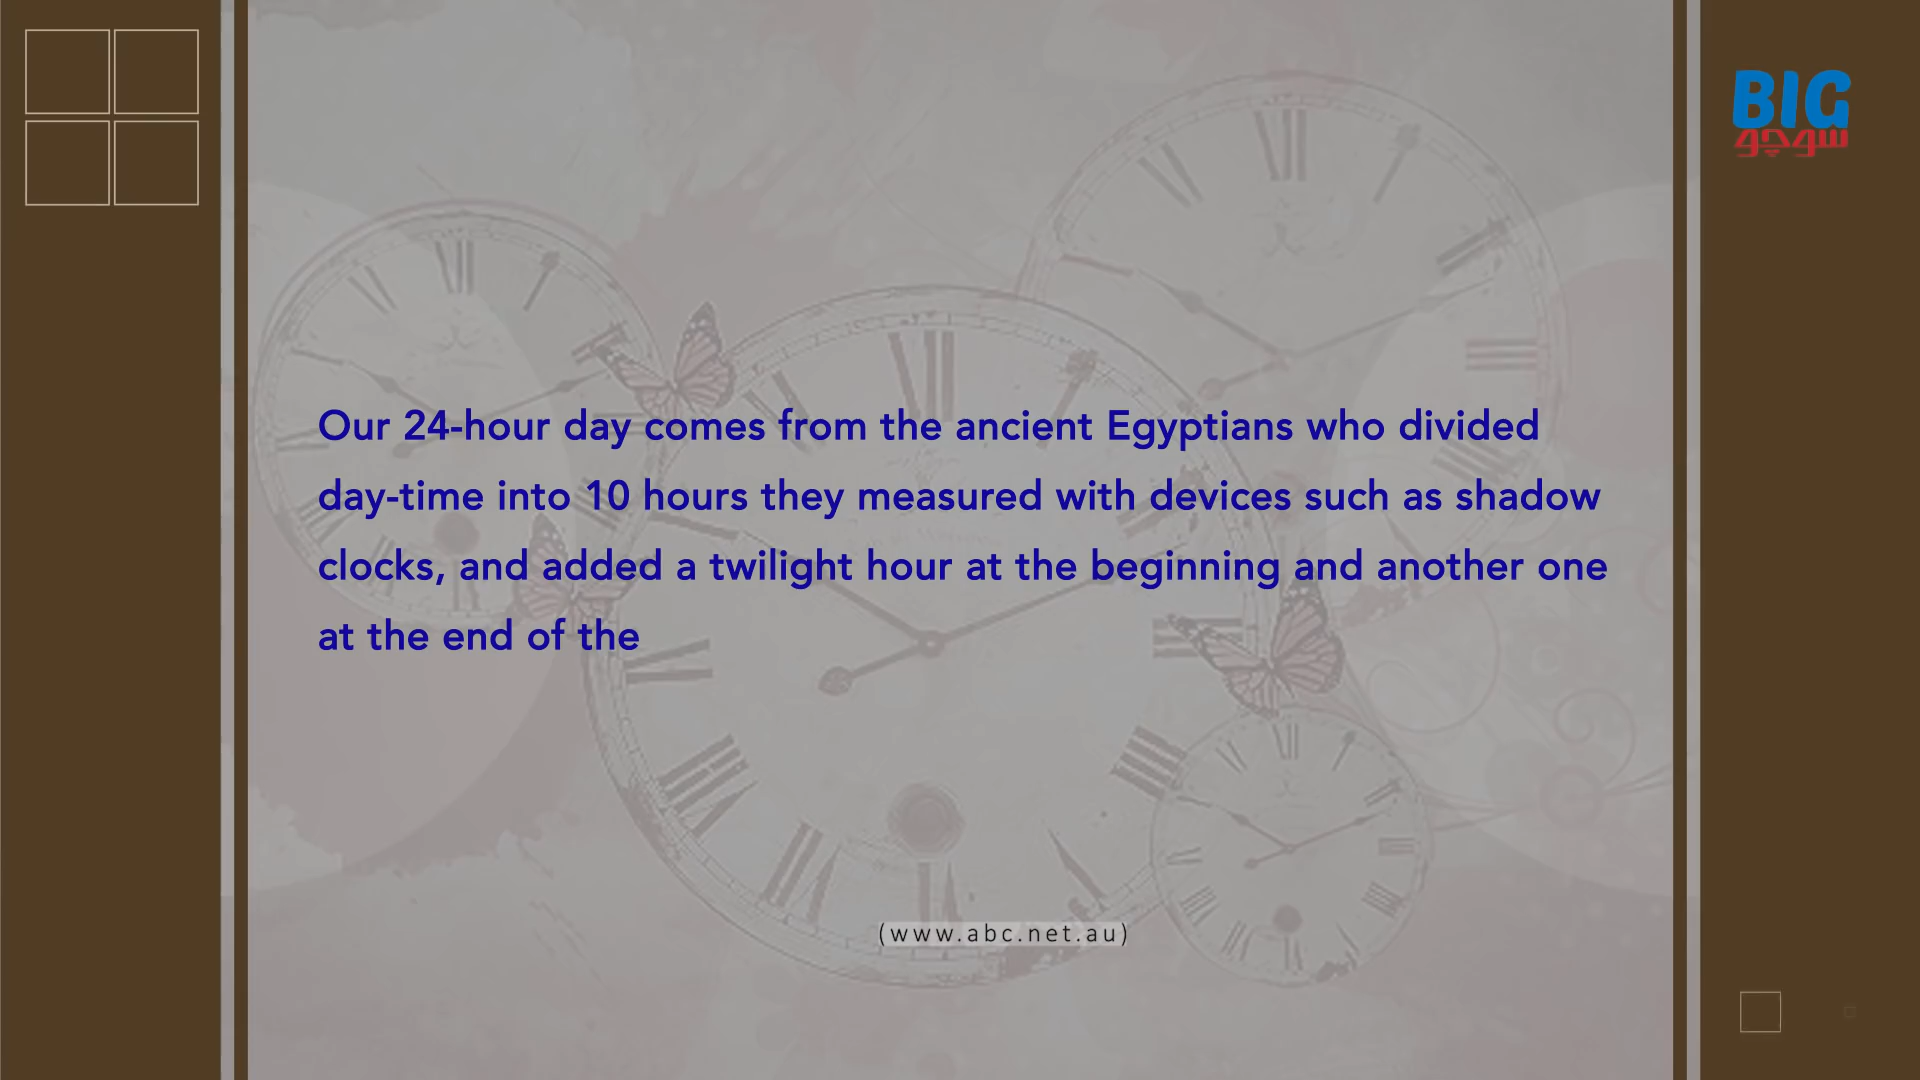 BIG
سوچو
Our 24-hour day comes from the ancient Egyptians who divided
day-time into 10 hours they measured with devices such as shadow
clocks, and added a twilight hour at the beginning and another one
at the end of the
(www.abc.net.au)